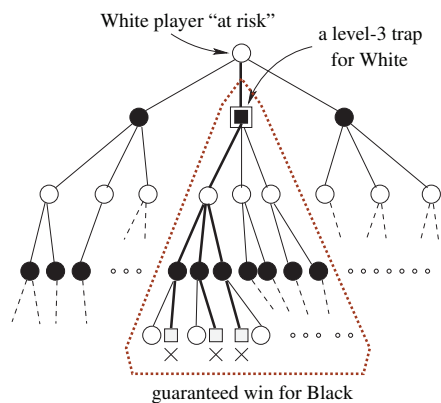 White player “at risk”
a level-3 trap
for White
guaranteed win for Black